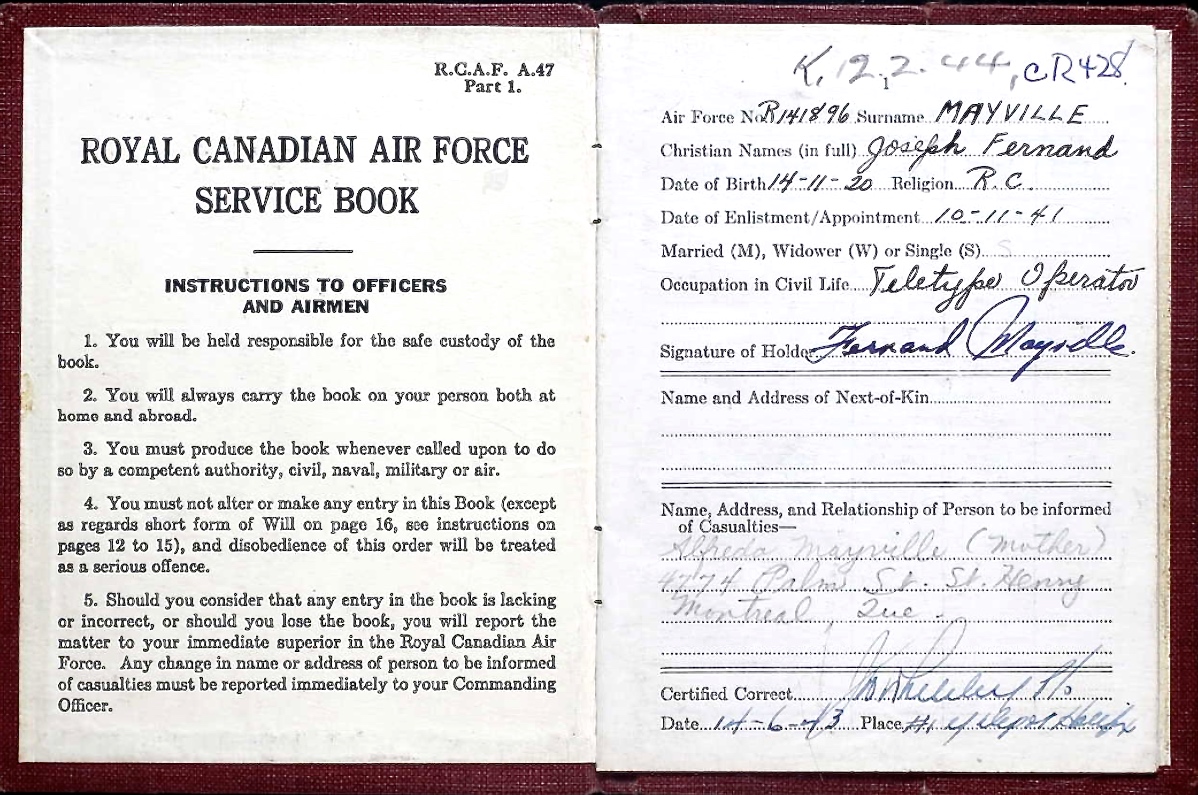 R.C.A.F. A.47
Part 1.
ROYAL CANADIAN AIR FORCE
SERVICE BOOK
INSTRUCTIONS TO OFFICERS
AND AIRMEN
1. You will be held responsible for the safe custody of the
book.
2. You will always carry the book on your person both at
home and abroad.
3. You must produce the book whenever called upon to do
so by a competent authority, civil, naval, military or air.
4. You must not alter or make any entry in this Book (except
as regards short form of Will on page 16, see instructions on
pages 12 to 15), and disobedience of this order will be treated
as a serious offence.
5. Should you consider that any entry in the book is lacking
or incorrect, or should you lose the book, you will report the
matter to your immediate superior in the Royal Canadian Air
Force. Any change in name or address of person to be informed
of casualties must be reported immediately to your Commanding
Officer.
K. 12.2.44, CR428.
1
Air Force No. R141896 Surname MAYVILLE
Christian Names (in full) Joseph Fernand
Date of Birth 14-11-20 Religion R.C.
Date of Enlistment/Appointment 10-11-41
Married (M), Widower (W) or Single (S) S
Occupation in Civil Life Teletype Operator
Signature of Holder Fernand Mayville.
Name and Address of Next-of-Kin
Name, Address, and Relationship of Person to be informed
of Casualties—
Alfreda Mayville (Mother)
4774 Palm St. St. Henry
Montreal, Que.
Certified Correct
Date 14-6-43 Place #1